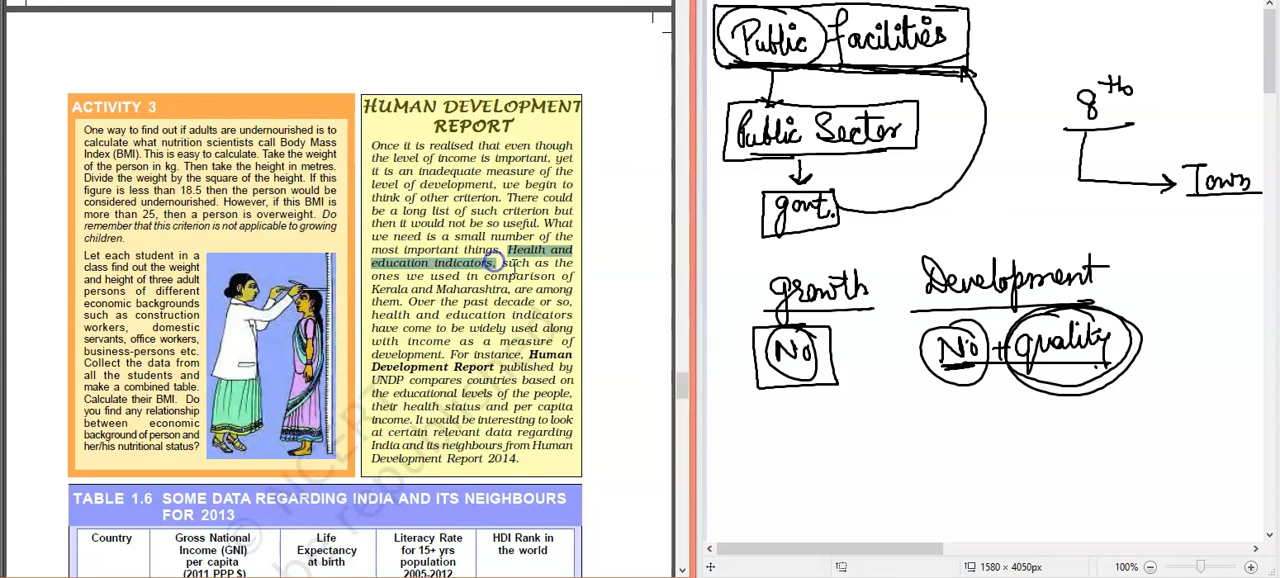 ACTIVITY 3
One way to find out if adults are undernourished is to
calculate what nutrition scientists call Body Mass
Index (BMI). This is easy to calculate. Take the weight
of the person in kg. Then take the height in metres.
Divide the weight by the square of the height. If this
figure is less than 18.5 then the person would be
considered undernourished. However, if this BMI is
more than 25, then a person is overweight. Do
remember that this criterion is not applicable to growing
children.
Let each student in a
class find out the weight
and height of three adult
persons of different
economic backgrounds
such as construction
workers, domestic
servants, office workers,
business-persons etc.
Collect the data from
all the students and
make a combined table.
Calculate their BMI. Do
you find any relationship
between economic
background of person and
her/his nutritional status?
HUMAN DEVELOPMENT
REPORT
Once it is realised that even though
the level of income is important, yet
it is an inadequate measure of the
level of development, we begin to
think of other criterion. There could
be a long list of such criterion but
then it would not be so useful. What
we need is a small number of the
most important things. Health and
education indicators, such as the
ones we used in comparison of
Kerala and Maharashtra, are among
them. Over the past decade or so,
health and education indicators
have come to be widely used along
with income as a measure of
development. For instance, Human
Development Report published by
UNDP compares countries based on
the educational levels of the people,
their health status and per capita
income. It would be interesting to look
at certain relevant data regarding
India and its neighbours from Human
Development Report 2014.
TABLE 1.6 SOME DATA REGARDING INDIA AND ITS NEIGHBOURS
FOR 2013
Country
Gross National
Income (GNI)
per capita
(2011 PPP $)
Life
Expectancy
at birth
Literacy Rate
for 15+ yrs
population
2005-2012
HDI Rank in
the world
© NCERT
Public facilities
Public Sector
govt.
8th
Town
growth
No
Development
No + quality
1580 × 4050px
100%